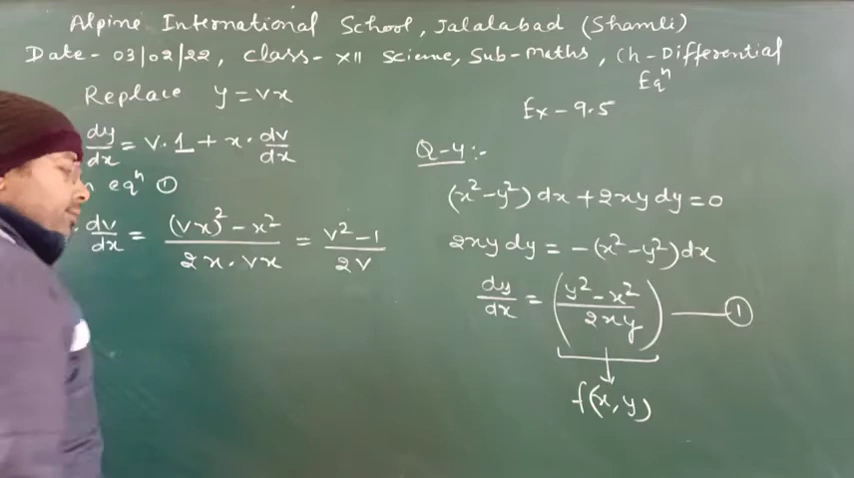 Alpine International School, Jalalabad (Shamli)
Date - 03/02/22, Class - XII Science, Sub - Maths, Ch - Differential Eqⁿ
Ex - 9.5
Replace y = vx
dy/dx = v·1 + x·dv/dx
eqⁿ ①
dv/dx = ((vx)² - x²)/(2x·vx) = (v² - 1)/(2v)
Q-4:-
(x² - y²) dx + 2xy dy = 0
2xy dy = -(x² - y²) dx
dy/dx = ((y² - x²)/(2xy)) — ①
f(x, y)